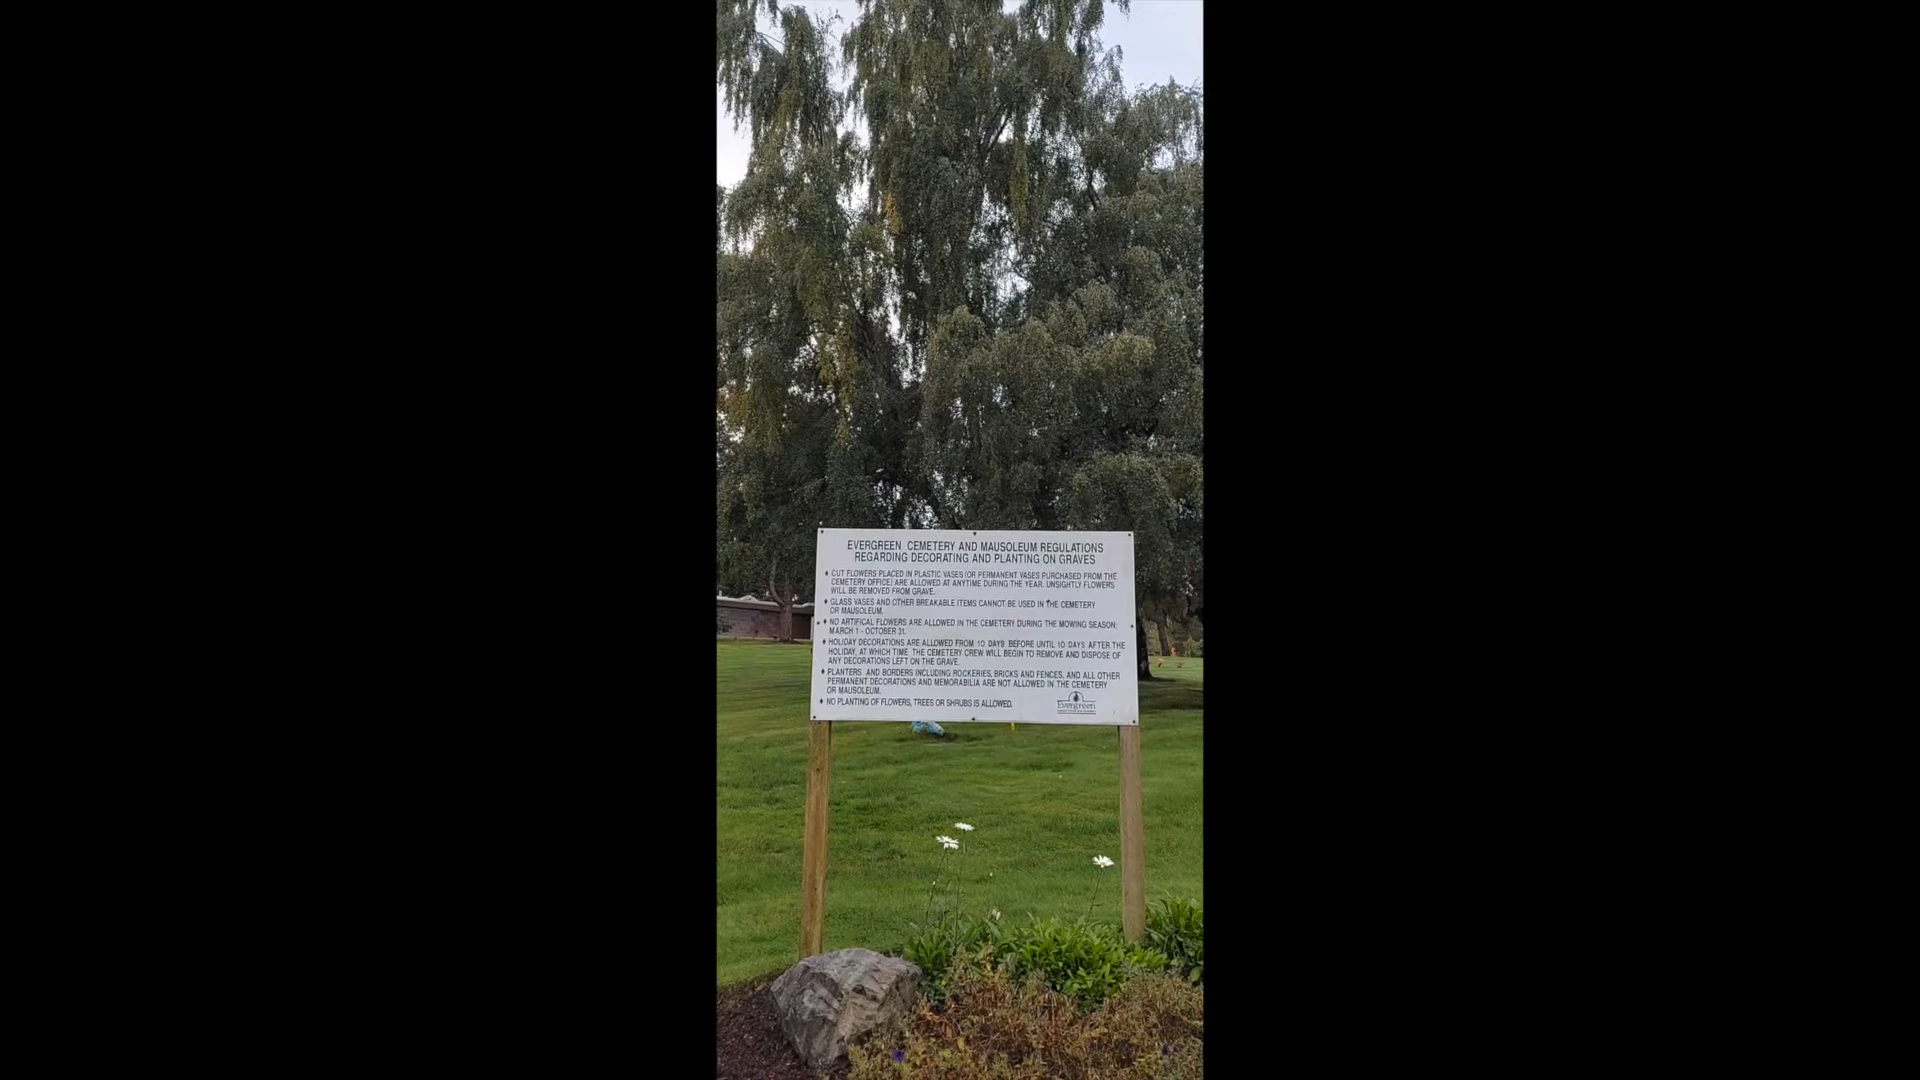 EVERGREEN CEMETERY AND MAUSOLEUM REGULATIONS
REGARDING DECORATING AND PLANTING ON GRAVES
♦ CUT FLOWERS PLACED IN PLASTIC VASES (OR PERMANENT VASES PURCHASED FROM THE
CEMETERY OFFICE) ARE ALLOWED AT ANYTIME DURING THE YEAR. UNSIGHTLY FLOWERS
WILL BE REMOVED FROM GRAVE.
♦ GLASS VASES AND OTHER BREAKABLE ITEMS CANNOT BE USED IN THE CEMETERY
OR MAUSOLEUM.
♦ NO ARTIFICAL FLOWERS ARE ALLOWED IN THE CEMETERY DURING THE MOWING SEASON:
MARCH 1 - OCTOBER 31.
♦ HOLIDAY DECORATIONS ARE ALLOWED FROM 10 DAYS BEFORE UNTIL 10 DAYS AFTER THE
HOLIDAY, AT WHICH TIME THE CEMETERY CREW WILL BEGIN TO REMOVE AND DISPOSE OF
ANY DECORATIONS LEFT ON THE GRAVE.
♦ PLANTERS AND BORDERS INCLUDING ROCKERIES, BRICKS AND FENCES, AND ALL OTHER
PERMANENT DECORATIONS AND MEMORABILIA ARE NOT ALLOWED IN THE CEMETERY
OR MAUSOLEUM.
♦ NO PLANTING OF FLOWERS, TREES OR SHRUBS IS ALLOWED.
Evergreen